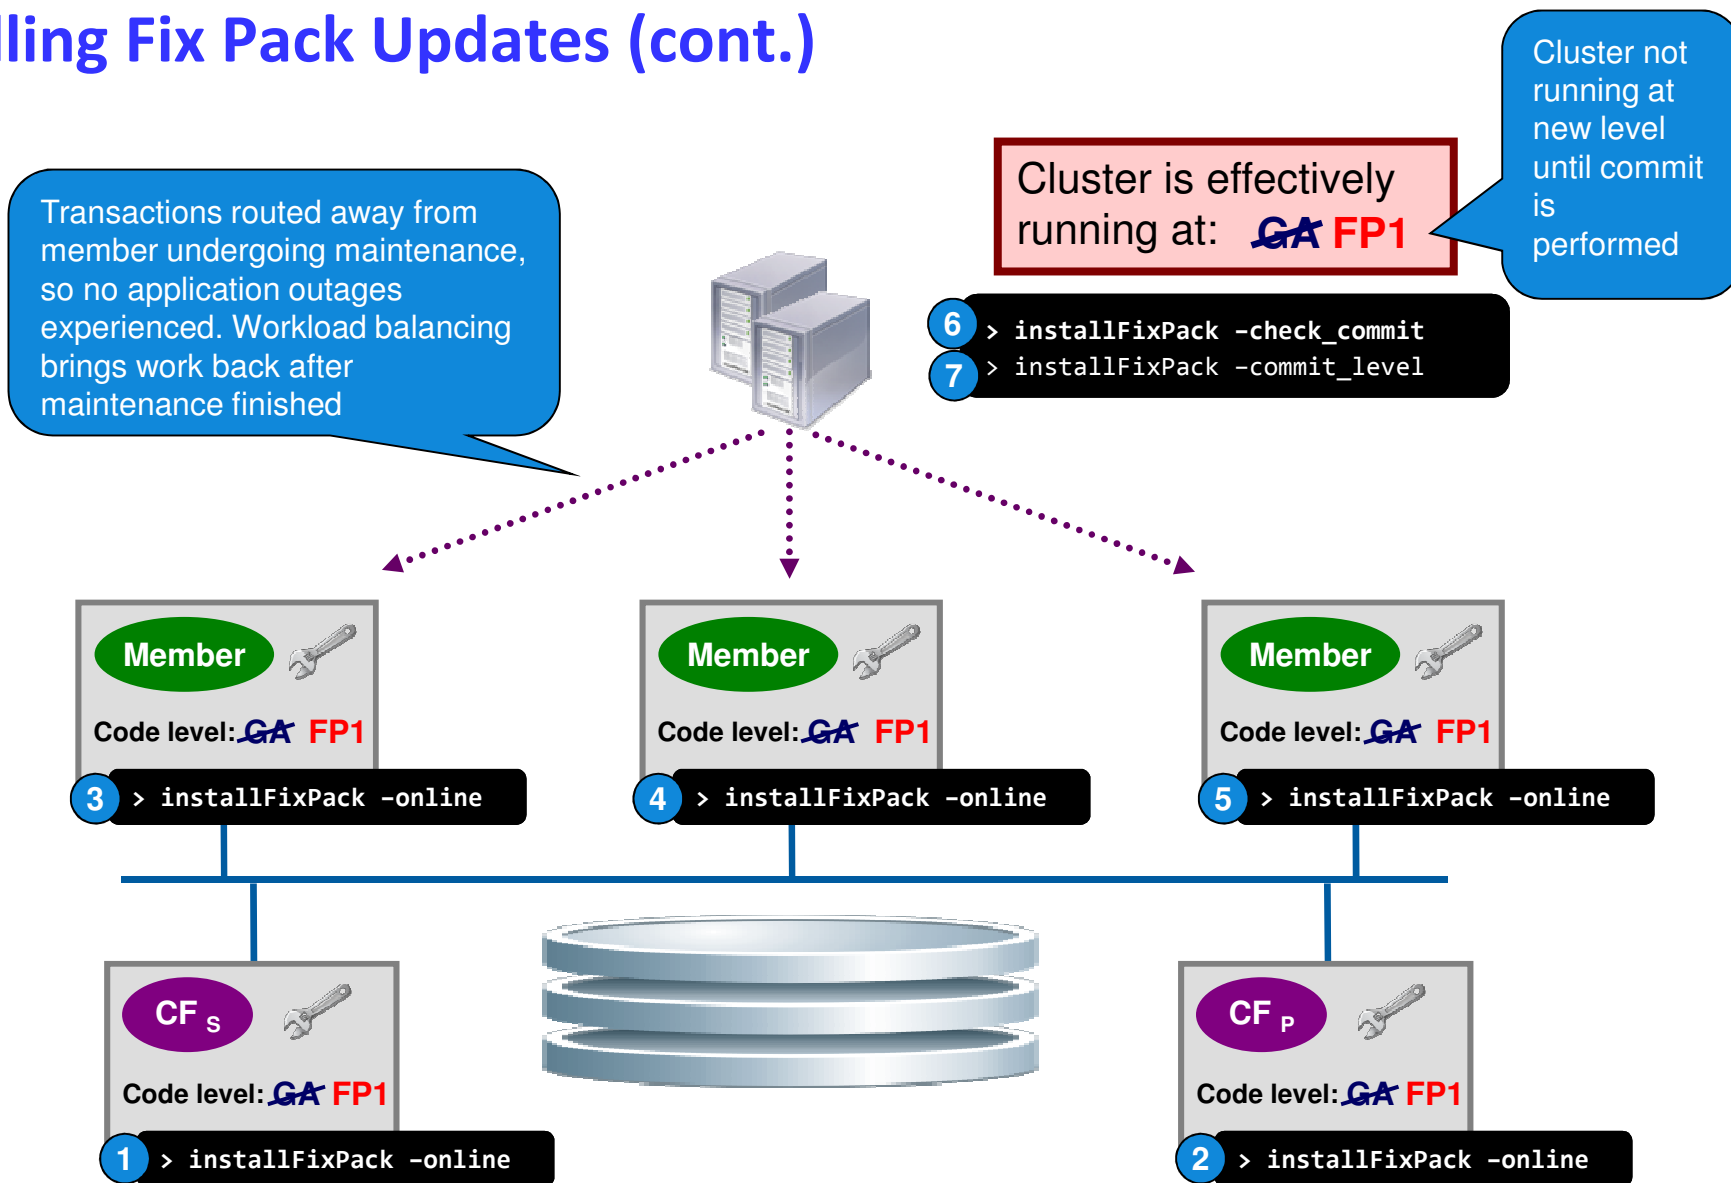 lling Fix Pack Updates (cont.)
Cluster not
running at
new level
until commit
is
performed
Cluster is effectively
running at: GA FP1
Transactions routed away from
member undergoing maintenance,
so no application outages
experienced. Workload balancing
brings work back after
maintenance finished
6 > installFixPack –check_commit
7 > installFixPack –commit_level
Member
Code level: GA FP1
3 > installFixPack –online
Member
Code level: GA FP1
4 > installFixPack –online
Member
Code level: GA FP1
5 > installFixPack –online
CF S
Code level: GA FP1
1 > installFixPack –online
CF P
Code level: GA FP1
2 > installFixPack –online